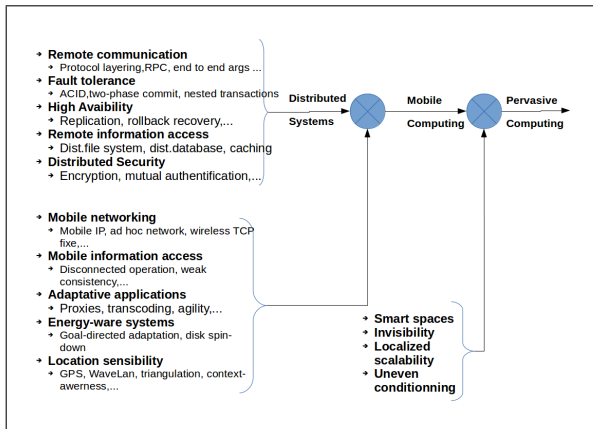 Remote communication
Protocol layering,RPC, end to end args ...
Fault tolerance
ACID,two-phase commit, nested transactions
High Avaibility
Replication, rollback recovery,...
Remote information access
Dist.file system, dist.database, caching
Distributed Security
Encryption, mutual authentification,...
Distributed
Systems
Mobile
Computing
Pervasive
Computing
Mobile networking
Mobile IP, ad hoc network, wireless TCP
fixe,...
Mobile information access
Disconnected operation, weak
consistency,...
Adaptative applications
Proxies, transcoding, agility,...
Energy-ware systems
Goal-directed adaptation, disk spin-
down
Location sensibility
GPS, WaveLan, triangulation, context-
awerness,...
Smart spaces
Invisibility
Localized
scalability
Uneven
conditionning